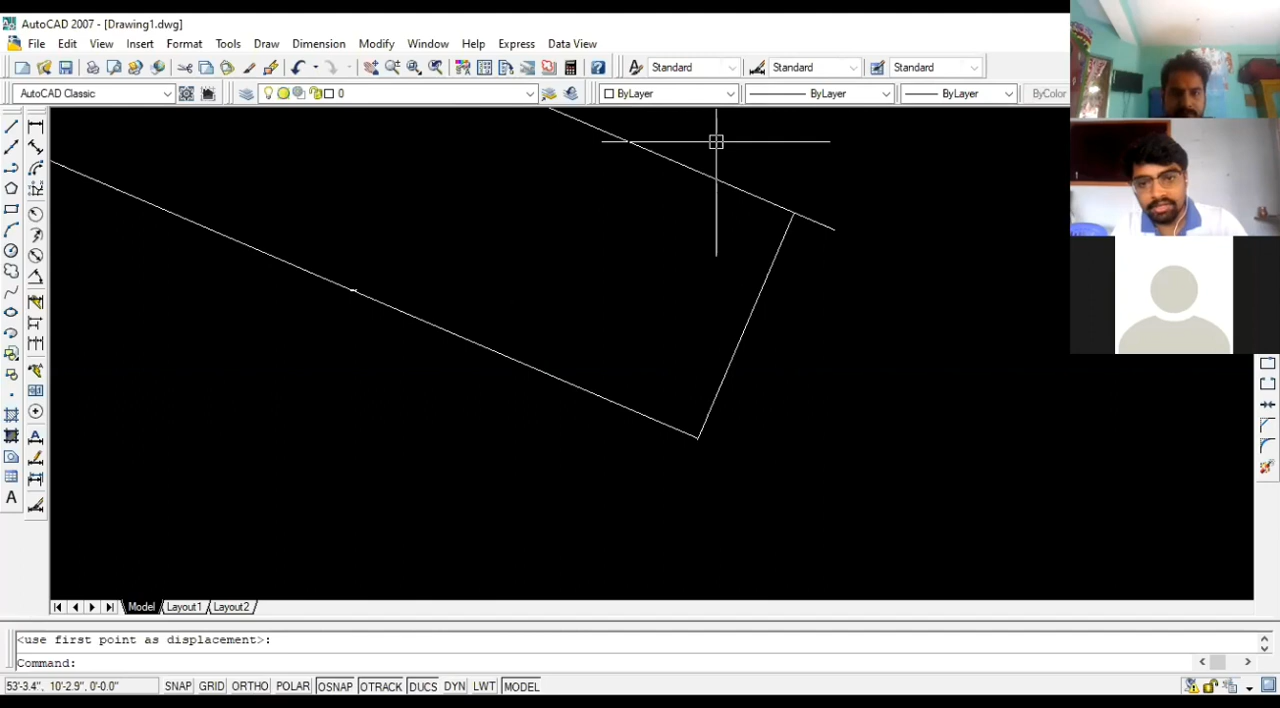 AutoCAD 2007 - [Drawing1.dwg]
File Edit View Insert Format Tools Draw Dimension Modify Window Help Express Data View
Standard Standard Standard
AutoCAD Classic 0 ByLayer ByLayer ByLayer ByColor
A
Model Layout1 Layout2
<use first point as displacement>:
Command:
53'-3.4", 10'-2.9", 0'-0.0" SNAP GRID ORTHO POLAR OSNAP OTRACK DUCS DYN LWT MODEL